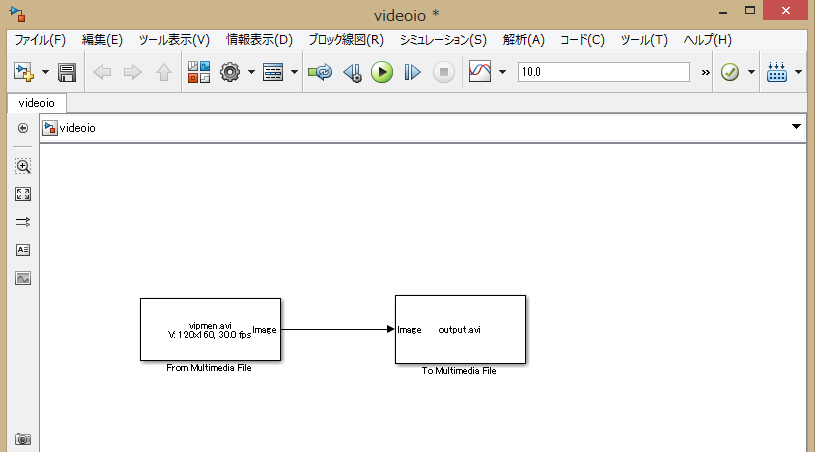 videoio *
ファイル(F) 編集(E) ツール表示(V) 情報表示(D) ブロック線図(R) シミュレーション(S) 解析(A) コード(C) ツール(T) ヘルプ(H)
10.0
»
videoio
videoio
vipmen.avi
V: 120x160, 30.0 fps
Image
From Multimedia File
Image
output.avi
To Multimedia File